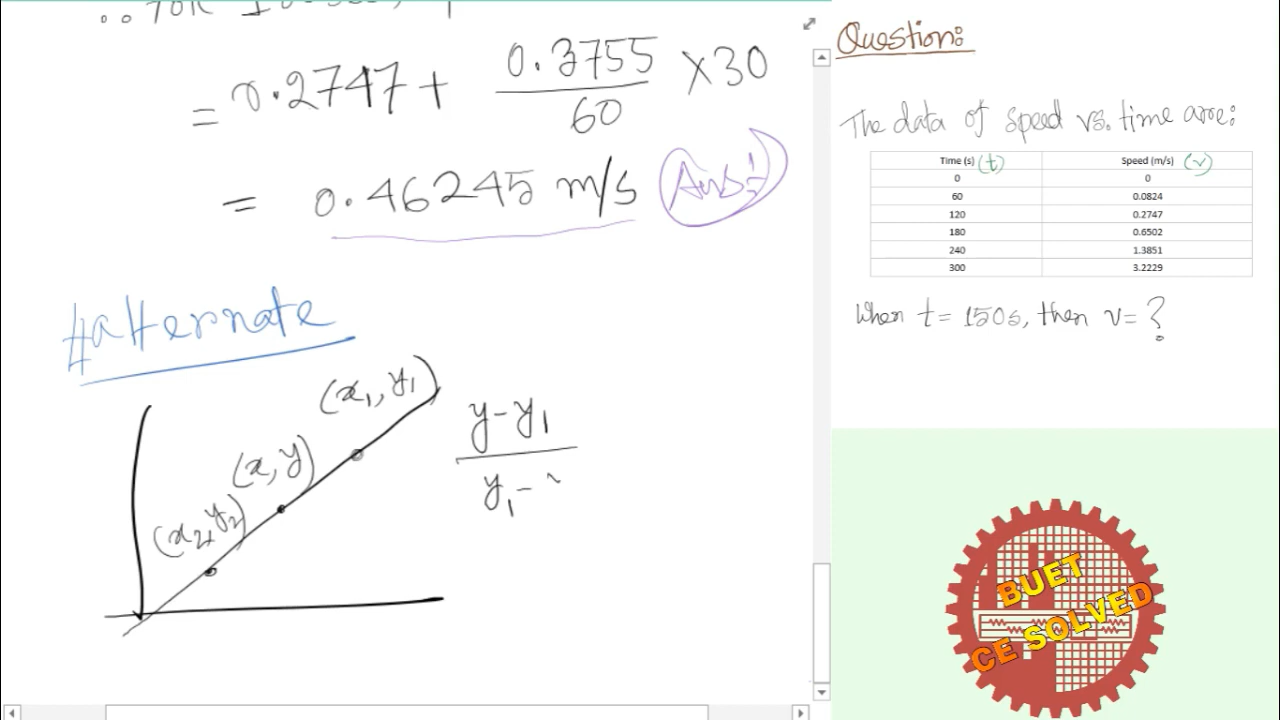 = 0.2747 + 0.3755/60 × 30
= 0.46245 m/s Ans:
#alternate
(x₁, y₁)
(x, y)
(x₂, y₂)
y-y₁
y₁-
Question:
The data of speed vs. time are:
Time (s) (t) Speed (m/s) (v)
0 0
60 0.0824
120 0.2747
180 0.6502
240 1.3851
300 3.2229
When t = 150s, then v = ?
BUET
CE SOLVED